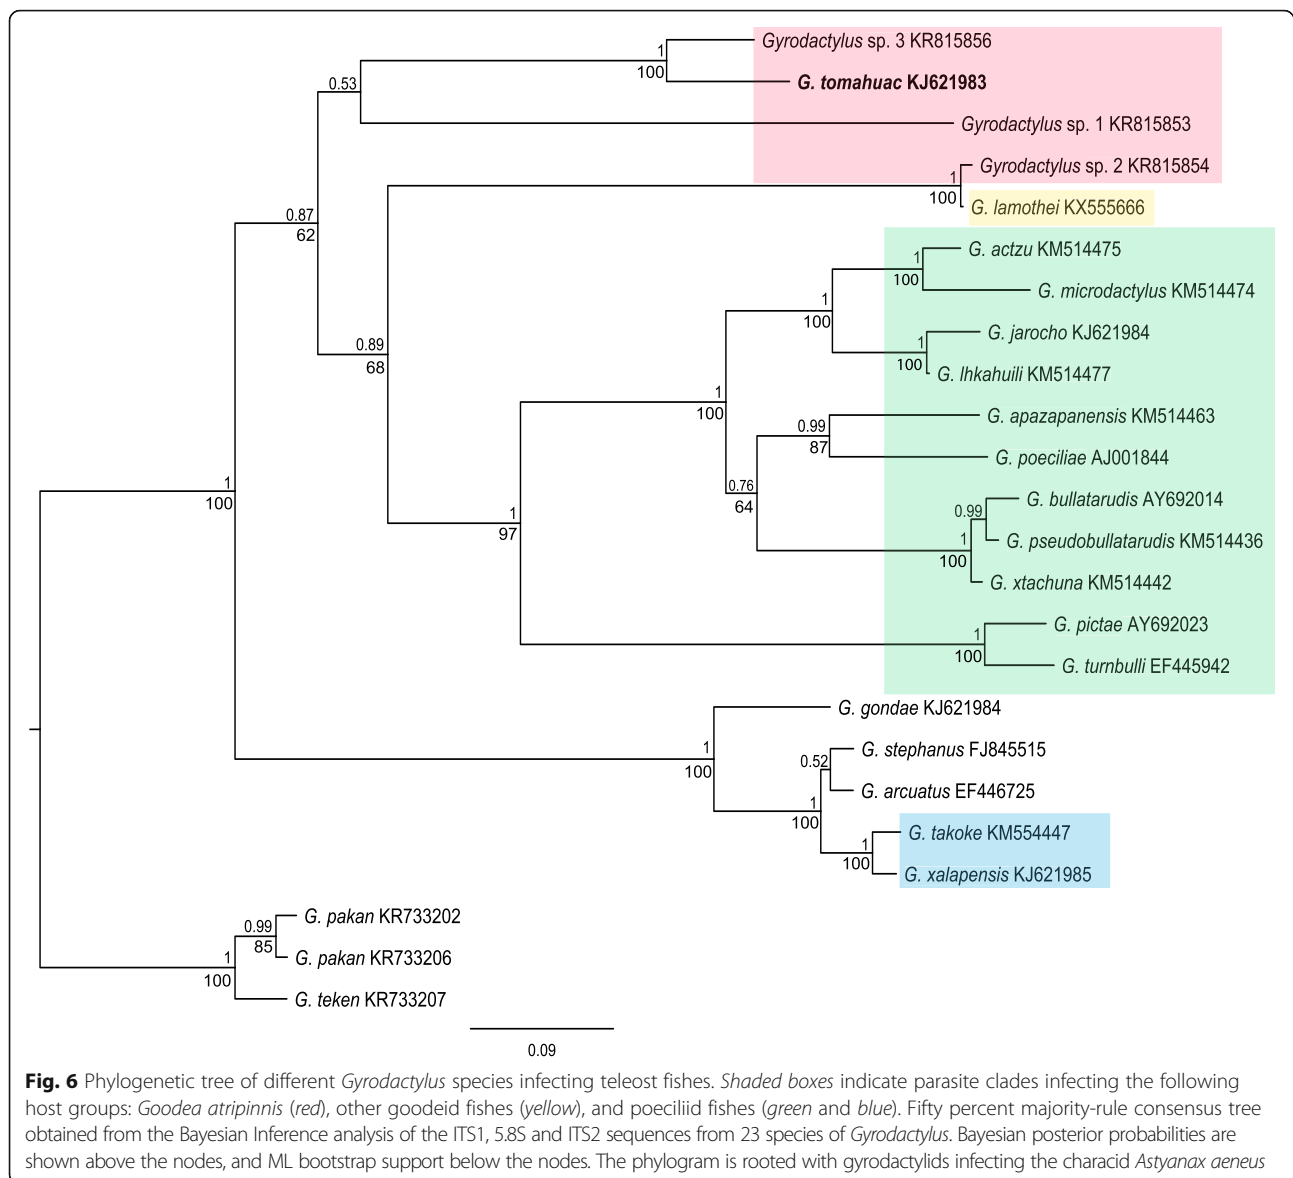 Gyrodactylus sp. 3 KR815856
1
100
G. tomahuac KJ621983
0.53
Gyrodactylus sp. 1 KR815853
Gyrodactylus sp. 2 KR815854
1
100
G. lamothei KX555666
0.87
62
G. actzu KM514475
1
100
G. microdactylus KM514474
1
100
G. jarocho KJ621984
1
100
G. lhkahuili KM514477
0.89
68
1
100
G. apazapanensis KM514463
0.99
87
G. poeciliae AJ001844
0.76
64
G. bullatarudis AY692014
0.99
G. pseudobullatarudis KM514436
1
100
G. xtachuna KM514442
1
100
1
97
G. pictae AY692023
1
100
G. turnbulli EF445942
G. gondae KJ621984
1
100
G. stephanus FJ845515
0.52
G. arcuatus EF446725
1
100
G. takoke KM554447
1
100
G. xalapensis KJ621985
G. pakan KR733202
0.99
85
G. pakan KR733206
1
100
G. teken KR733207
0.09
Fig. 6 Phylogenetic tree of different Gyrodactylus species infecting teleost fishes. Shaded boxes indicate parasite clades infecting the following
host groups: Goodea atripinnis (red), other goodeid fishes (yellow), and poeciliid fishes (green and blue). Fifty percent majority-rule consensus tree
obtained from the Bayesian Inference analysis of the ITS1, 5.8S and ITS2 sequences from 23 species of Gyrodactylus. Bayesian posterior probabilities are
shown above the nodes, and ML bootstrap support below the nodes. The phylogram is rooted with gyrodactylids infecting the characid Astyanax aeneus